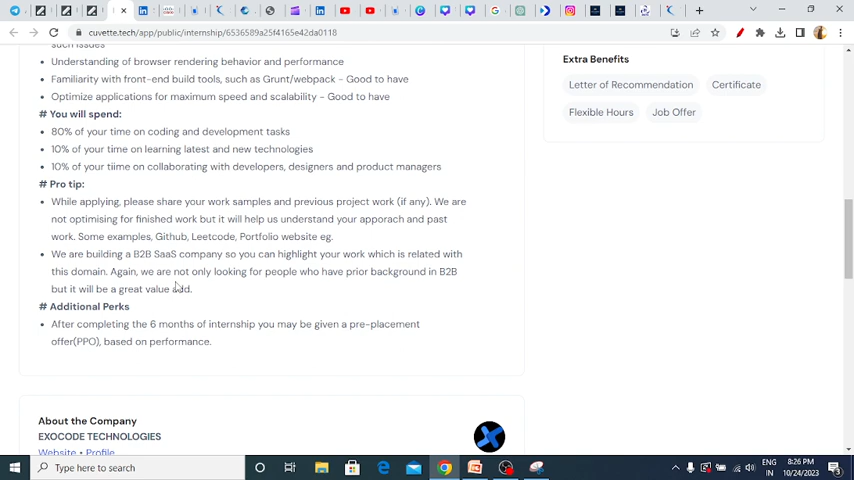 cuvette.tech/app/public/internship/6536589a25f4165e42da0118
such issues
Understanding of browser rendering behavior and performance
Familiarity with front-end build tools, such as Grunt/webpack - Good to have
Optimize applications for maximum speed and scalability - Good to have
# You will spend:
80% of your time on coding and development tasks
10% of your time on learning latest and new technologies
10% of your tiime on collaborating with developers, designers and product managers
# Pro tip:
While applying, please share your work samples and previous project work (if any). We are
not optimising for finished work but it will help us understand your apporach and past
work. Some examples, Github, Leetcode, Portfolio website eg.
We are building a B2B SaaS company so you can highlight your work which is related with
this domain. Again, we are not only looking for people who have prior background in B2B
but it will be a great value add.
# Additional Perks
After completing the 6 months of internship you may be given a pre-placement
offer(PPO), based on performance.
Extra Benefits
Letter of Recommendation Certificate
Flexible Hours Job Offer
About the Company
EXOCODE TECHNOLOGIES
Website • Profile
Type here to search
ENG
IN
8:26 PM
10/24/2023
3